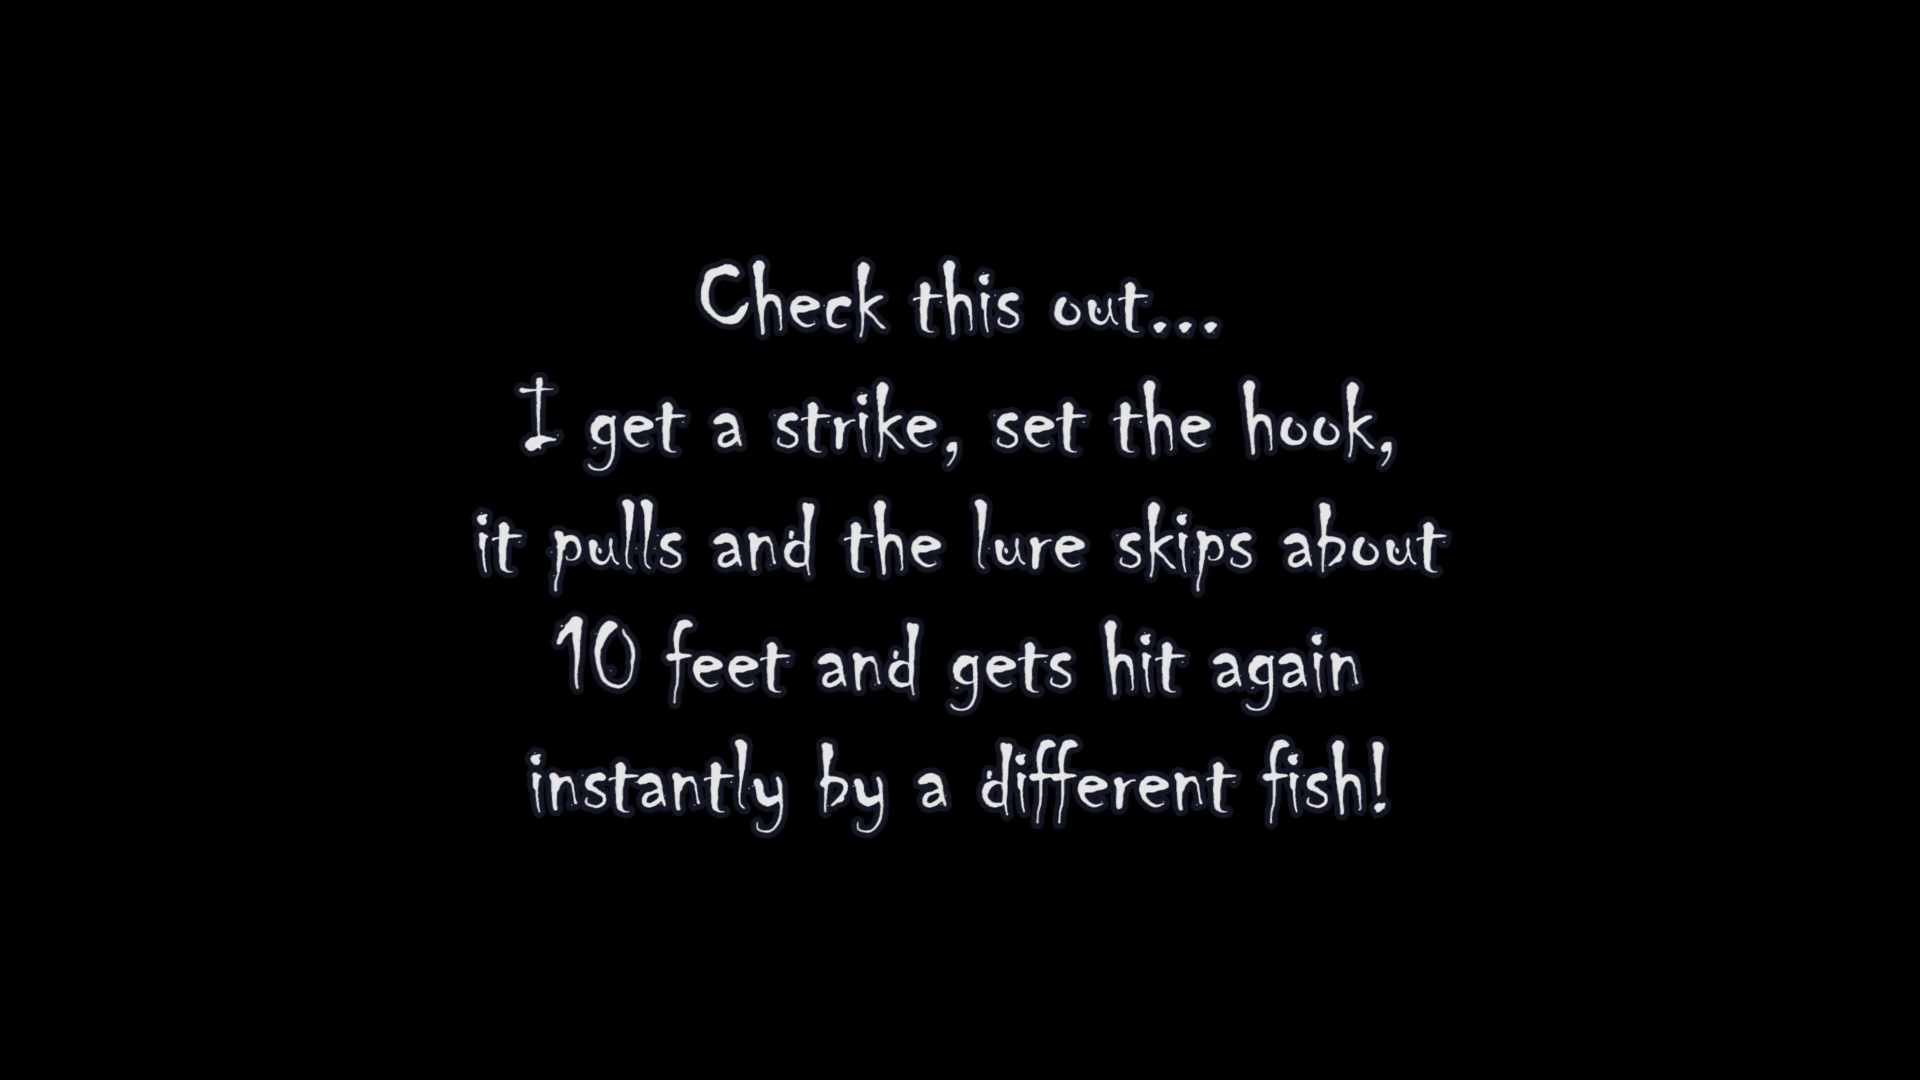 Check this out...
I get a strike, set the hook,
it pulls and the lure skips about
10 feet and gets hit again
instantly by a different fish!